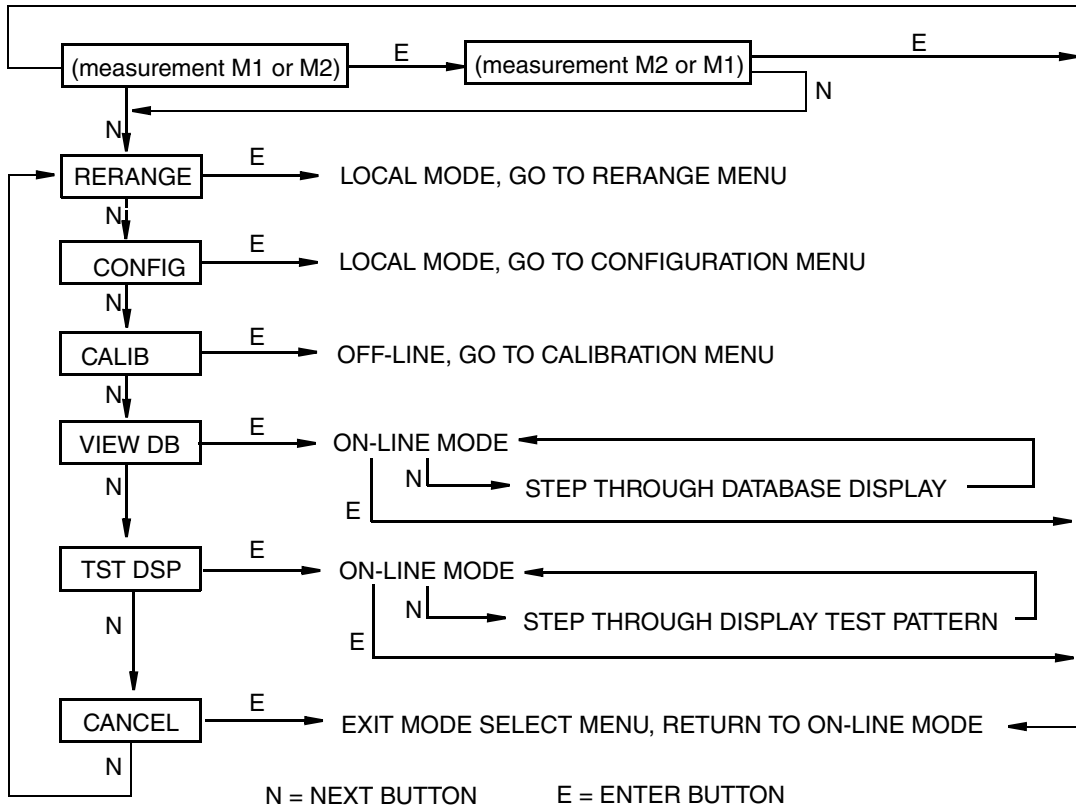 (measurement M1 or M2)
E
(measurement M2 or M1)
E
N
N
RERANGE
E
LOCAL MODE, GO TO RERANGE MENU
N
CONFIG
E
LOCAL MODE, GO TO CONFIGURATION MENU
N
CALIB
E
OFF-LINE, GO TO CALIBRATION MENU
N
VIEW DB
E
ON-LINE MODE
N
STEP THROUGH DATABASE DISPLAY
E
N
TST DSP
E
ON-LINE MODE
N
STEP THROUGH DISPLAY TEST PATTERN
E
N
CANCEL
E
EXIT MODE SELECT MENU, RETURN TO ON-LINE MODE
N
N = NEXT BUTTON E = ENTER BUTTON